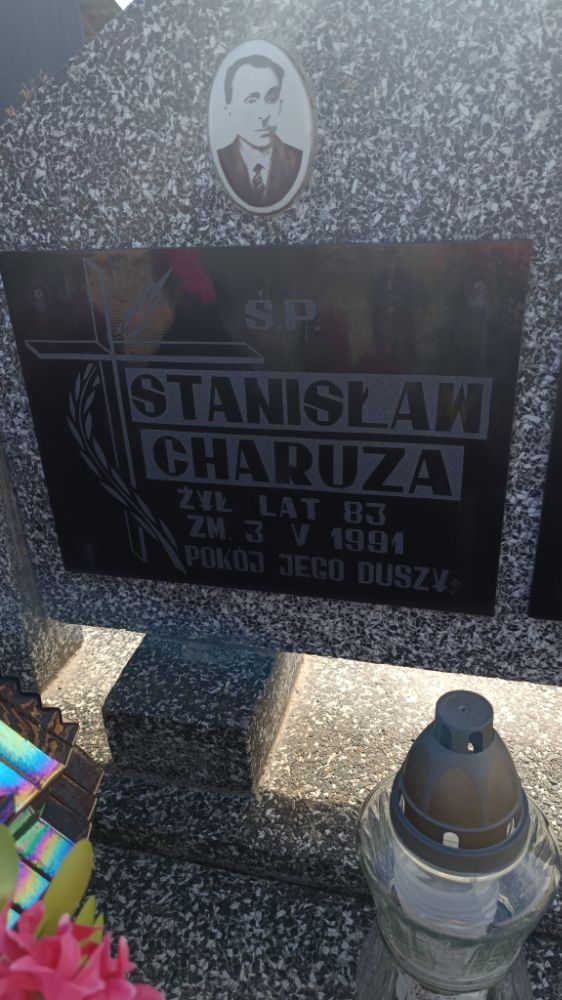 Ś.P.
STANISŁAW
CHARUZA
ŻYŁ LAT 83
ZM. 3 V 1991
POKÓJ JEGO DUSZY.